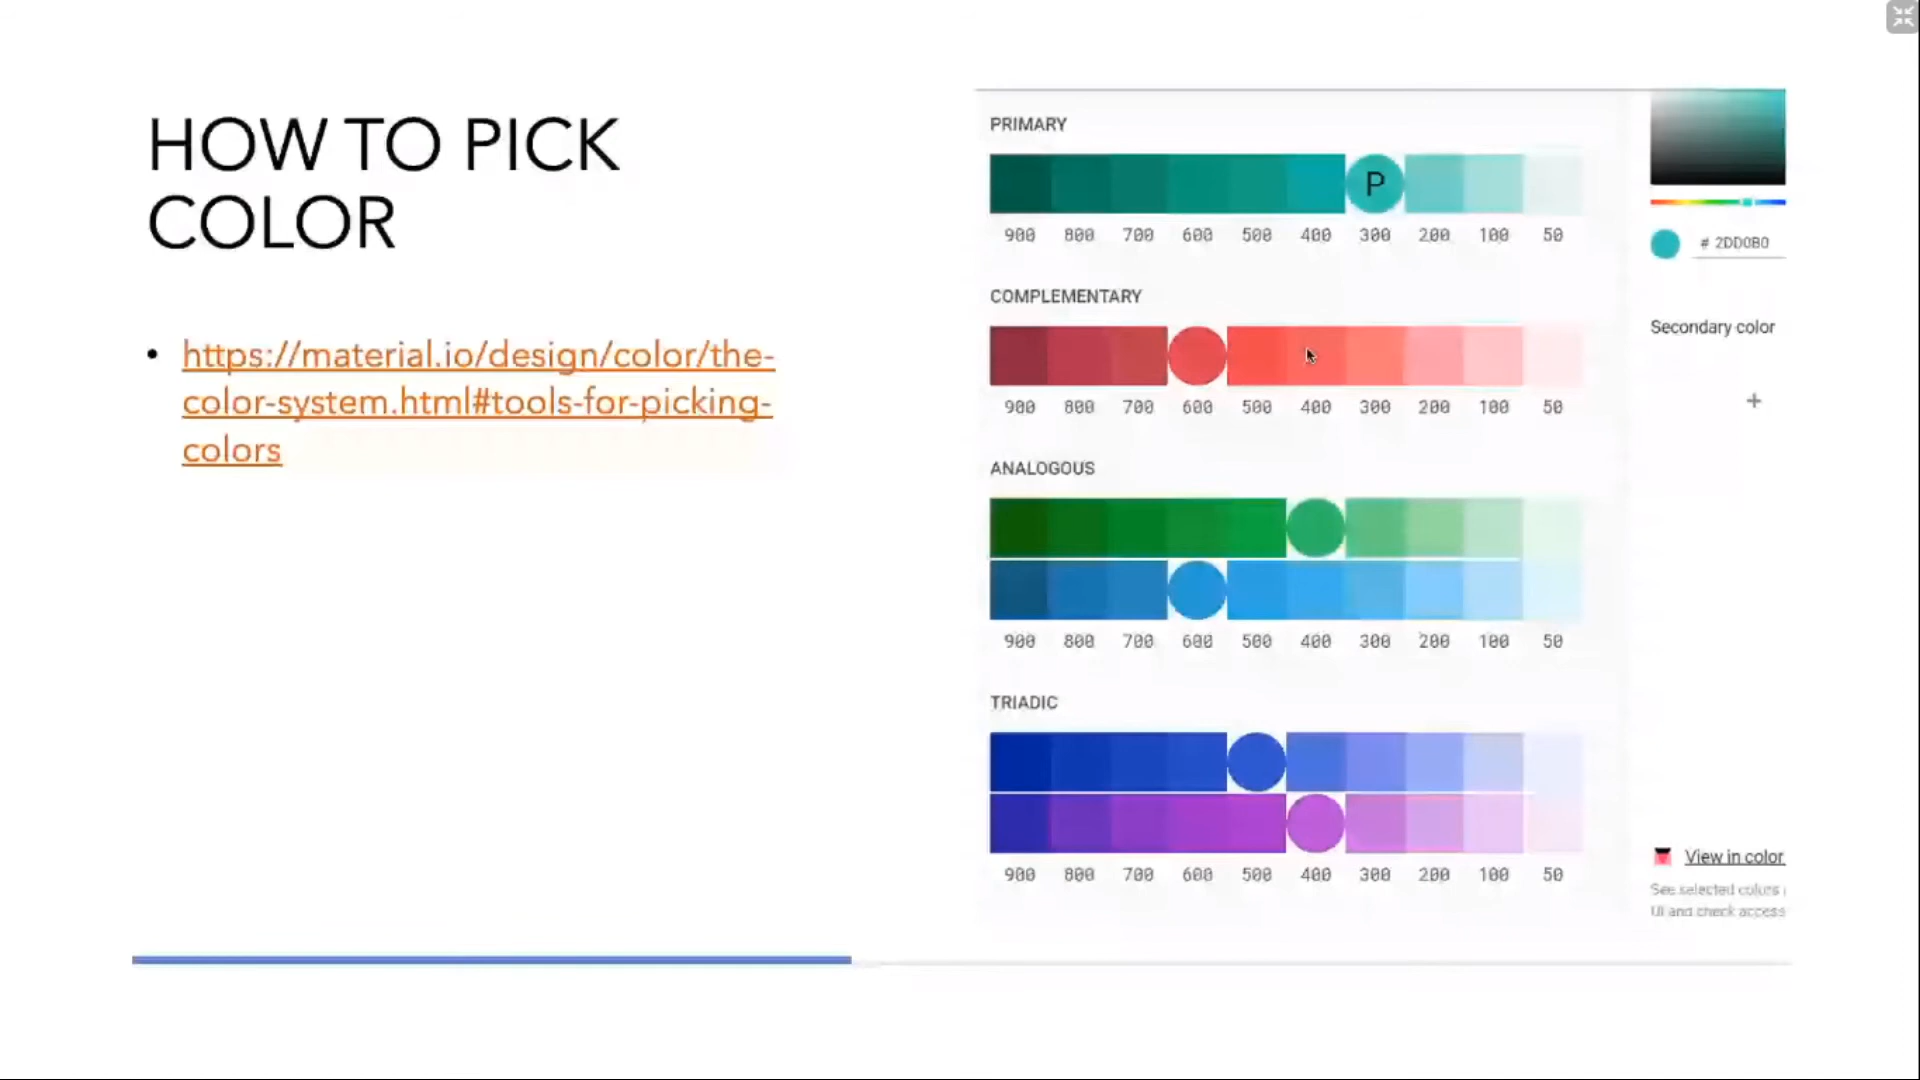 HOW TO PICK
COLOR
• https://material.io/design/color/the-
color-system.html#tools-for-picking-
colors
PRIMARY
P
900 800 700 600 500 400 300 200 100 50
COMPLEMENTARY
900 800 700 600 500 400 300 200 100 50
ANALOGOUS
900 800 700 600 500 400 300 200 100 50
TRIADIC
900 800 700 600 500 400 300 200 100 50
# 2DD0B0
Secondary color
+
View in color
See selected colors
UI and check access